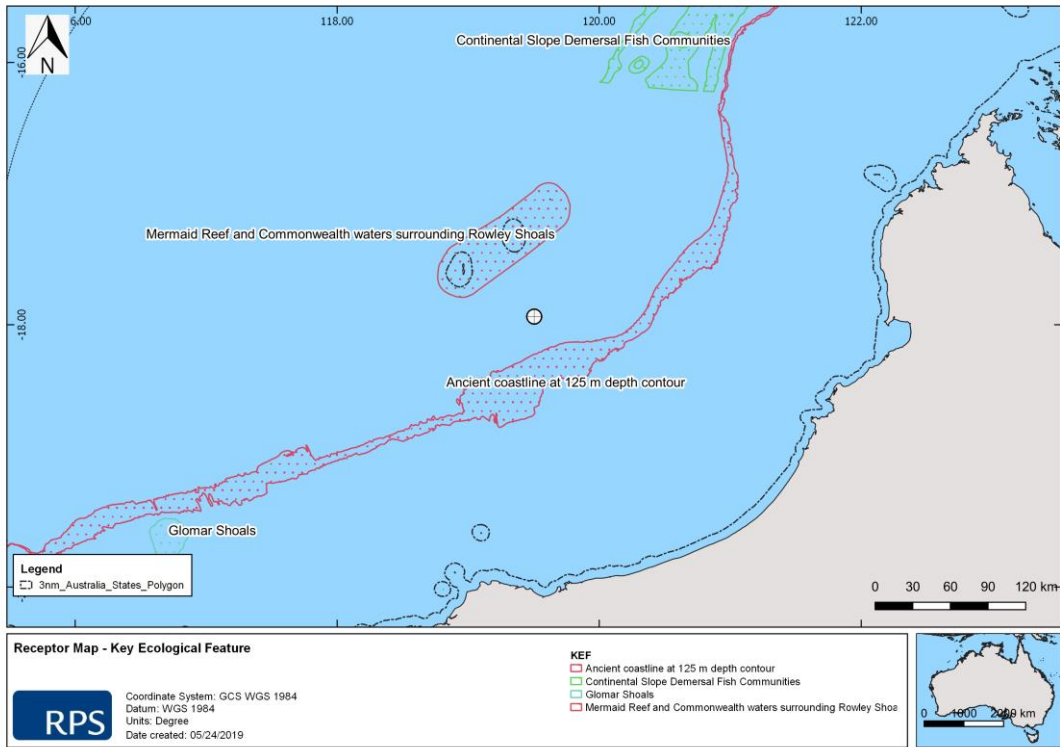 6.00 118.00 120.00 122.00
Continental Slope Demersal Fish Communities
N
-16.00
Mermaid Reef and Commonwealth waters surrounding Rowley Shoals
-18.00
Ancient coastline at 125 m depth contour
Glomar Shoals
Legend
3nm_Australia_States_Polygon
0 30 60 90 120 km
Receptor Map - Key Ecological Feature
RPS
Coordinate System: GCS WGS 1984
Datum: WGS 1984
Units: Degree
Date created: 05/24/2019
KEF
Ancient coastline at 125 m depth contour
Continental Slope Demersal Fish Communities
Glomar Shoals
Mermaid Reef and Commonwealth waters surrounding Rowley Shoa
0 1000 2000 km